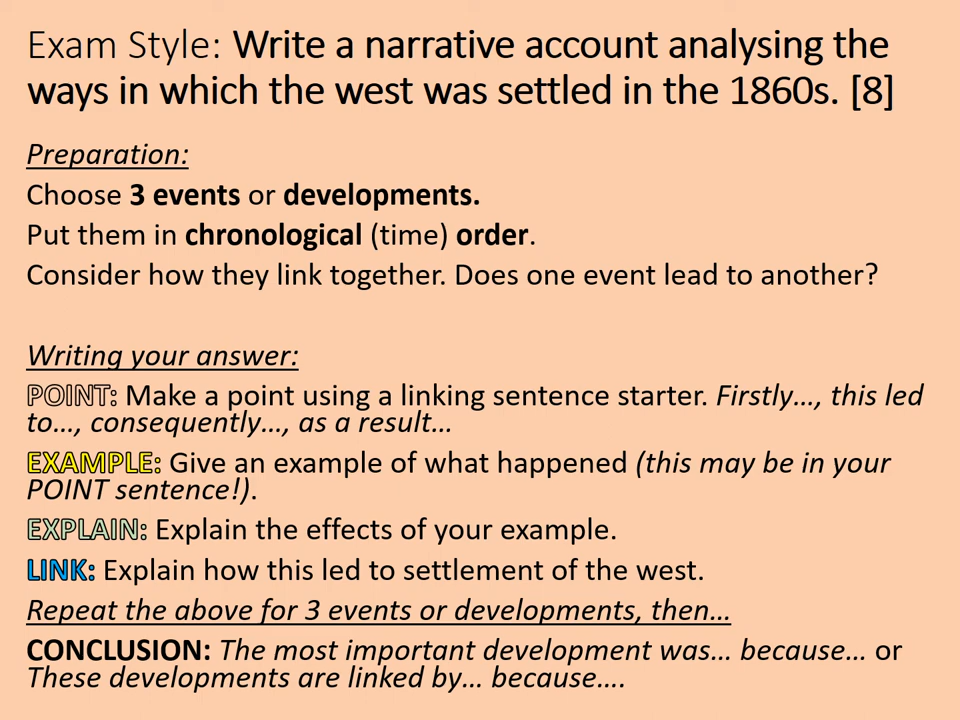 Exam Style: Write a narrative account analysing the
ways in which the west was settled in the 1860s. [8]
Preparation:
Choose 3 events or developments.
Put them in chronological (time) order.
Consider how they link together. Does one event lead to another?
Writing your answer:
POINT: Make a point using a linking sentence starter. Firstly..., this led
to..., consequently..., as a result...
EXAMPLE: Give an example of what happened (this may be in your
POINT sentence!).
EXPLAIN: Explain the effects of your example.
LINK: Explain how this led to settlement of the west.
Repeat the above for 3 events or developments, then...
CONCLUSION: The most important development was... because... or
These developments are linked by... because....